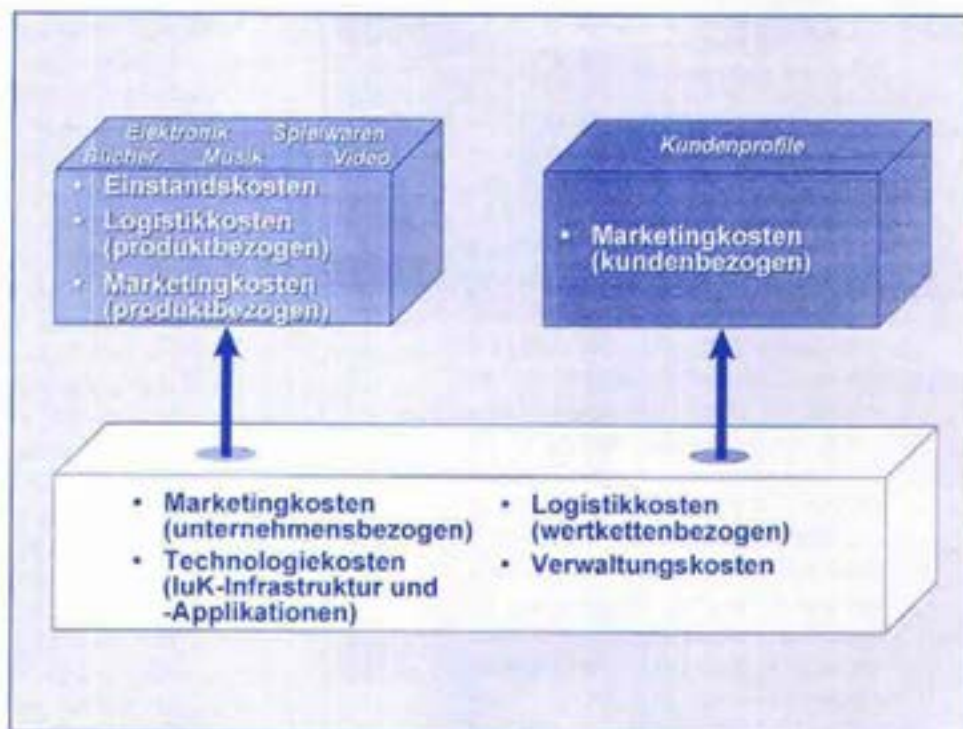 Elektronik Spielwaren
Bücher Musik Video
• Einstandskosten
• Logistikkosten
(produktbezogen)
• Marketingkosten
(produktbezogen)
Kundenprofile
• Marketingkosten
(kundenbezogen)
• Marketingkosten
(unternehmensbezogen)
• Technologiekosten
(IuK-Infrastruktur und
-Applikationen)
• Logistikkosten
(wertkettenbezogen)
• Verwaltungskosten